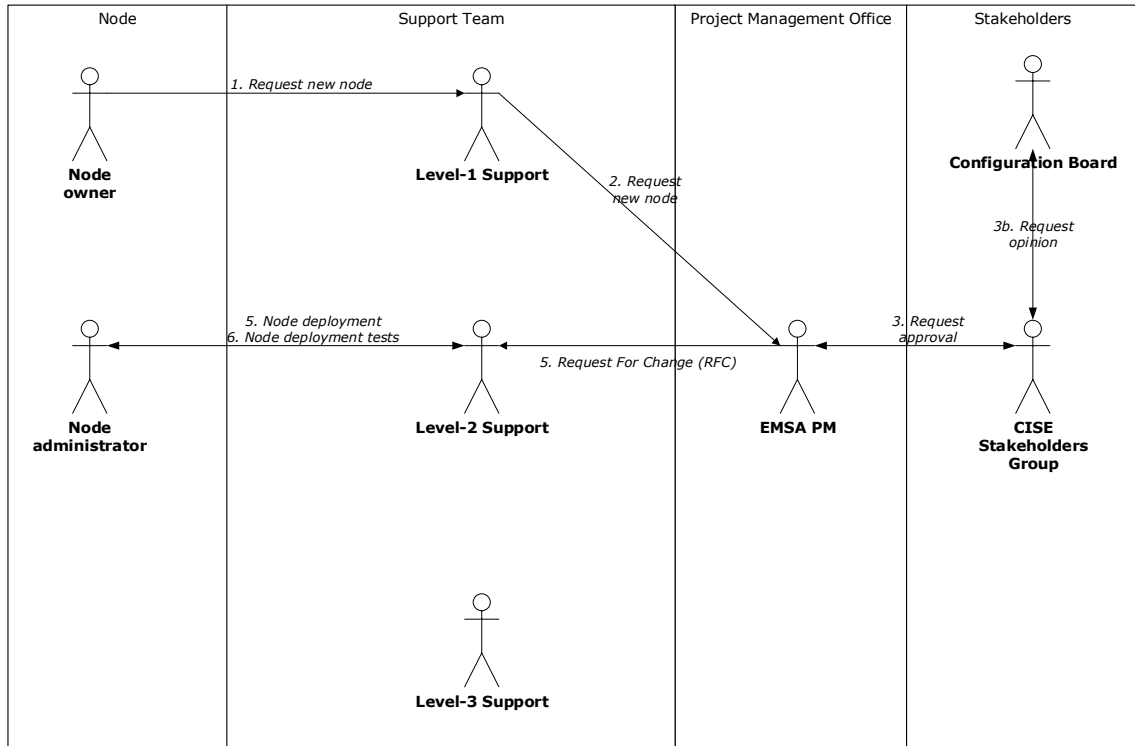 Node
Support Team
Project Management Office
Stakeholders
1. Request new node
Node
owner
Level-1 Support
Configuration Board
2. Request
new node
3b. Request
opinion
5. Node deployment
6. Node deployment tests
3. Request
approval
5. Request For Change (RFC)
Node
administrator
Level-2 Support
EMSA PM
CISE
Stakeholders
Group
Level-3 Support